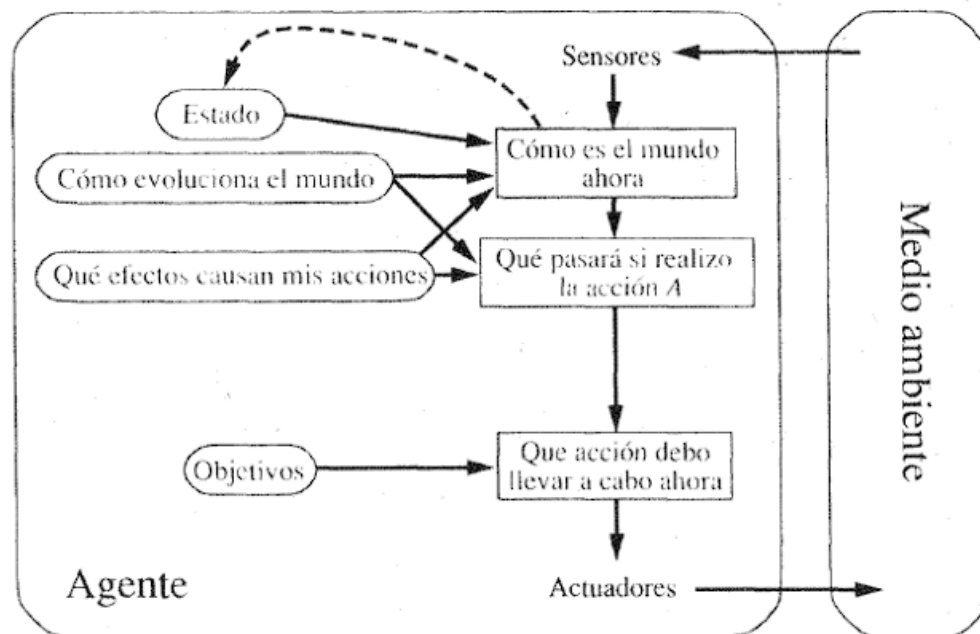 Sensores
Estado
Cómo es el mundo
ahora
Cómo evoluciona el mundo
Qué efectos causan mis acciones
Qué pasará si realizo
la acción A
Objetivos
Que acción debo
llevar a cabo ahora
Agente
Actuadores
Medio ambiente